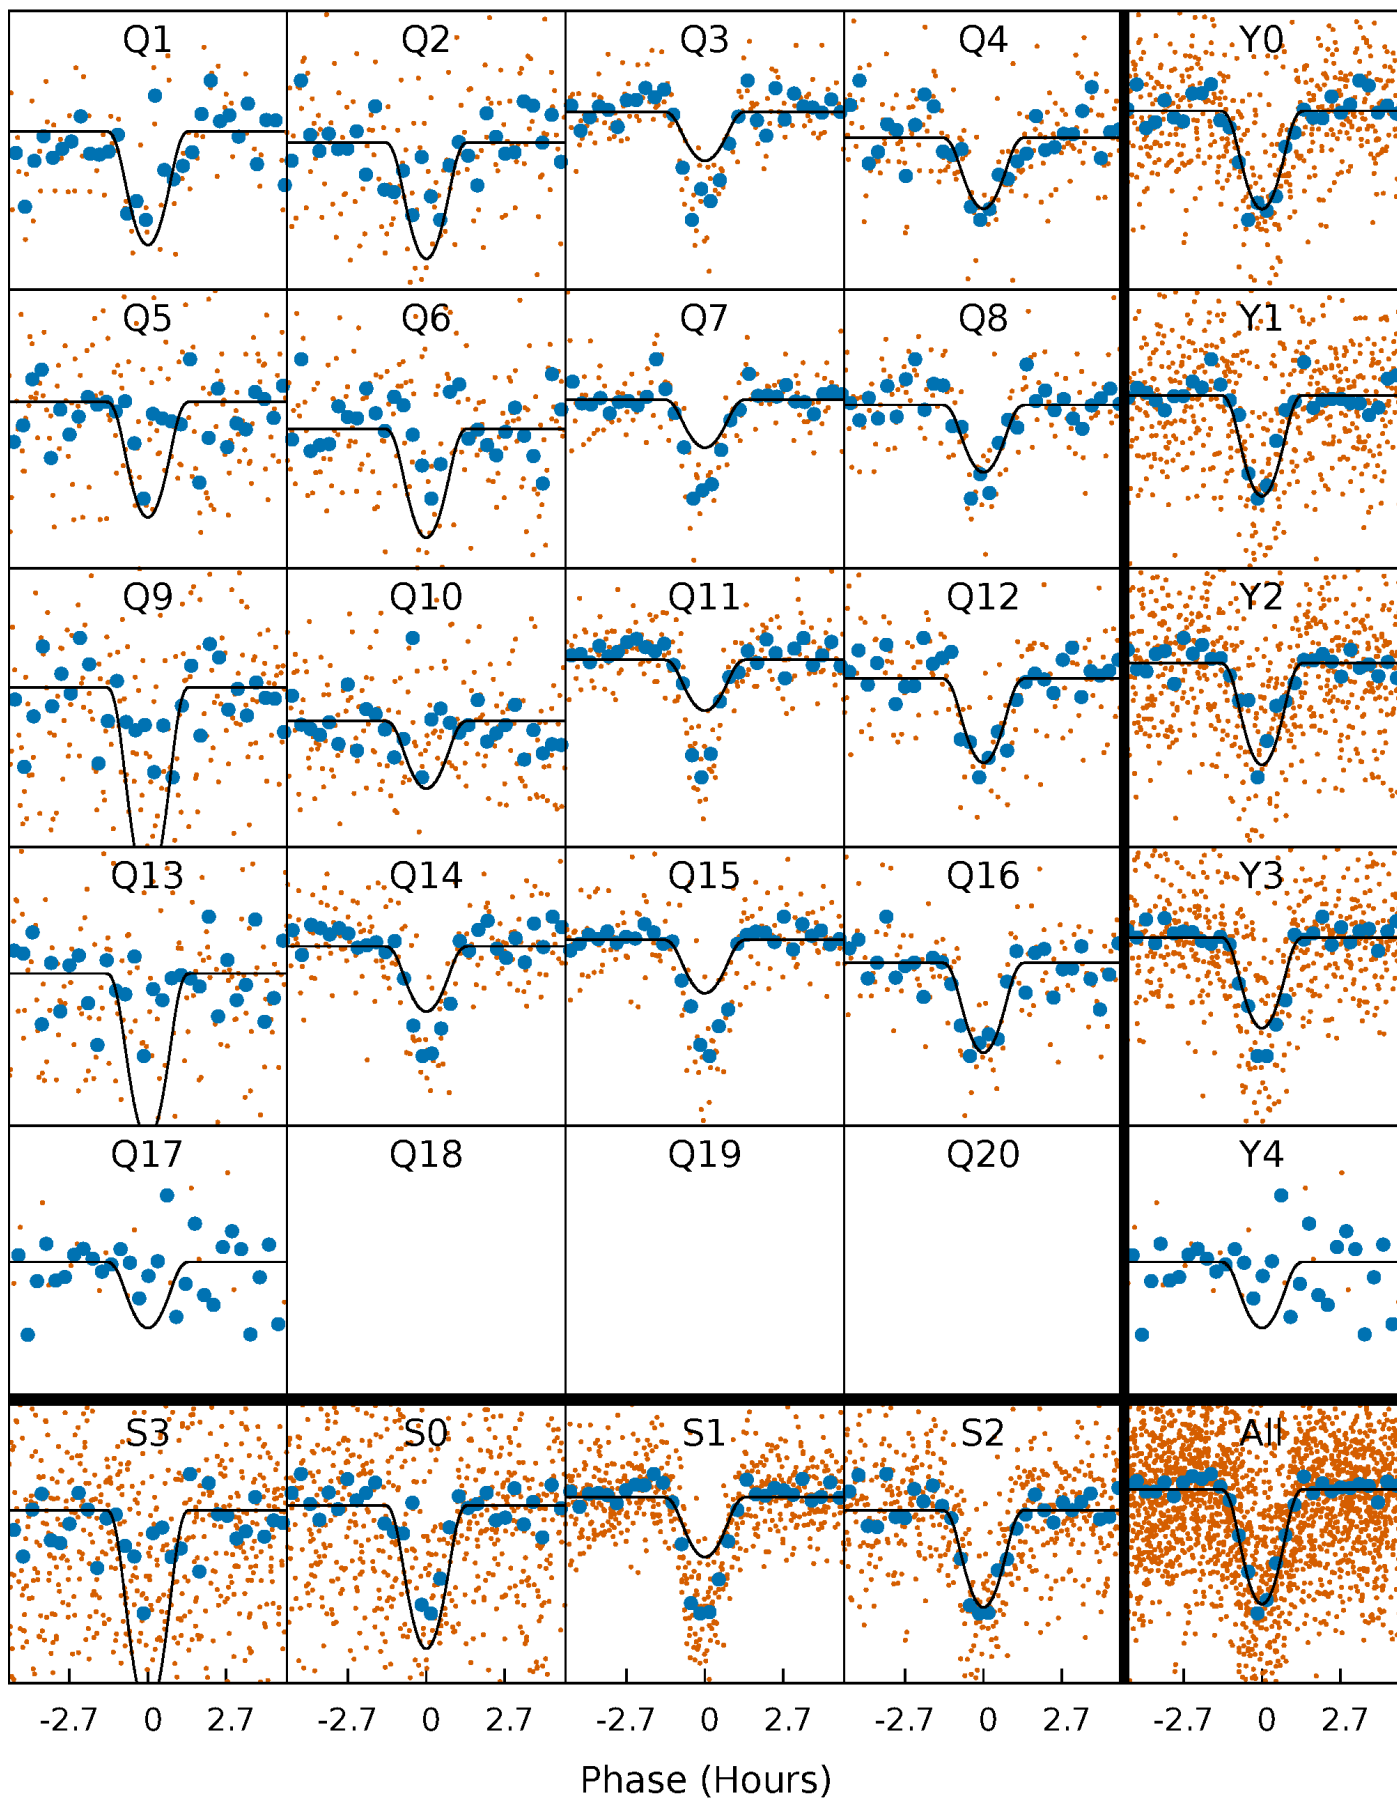 Q1 Q2 Q3 Q4 Y0
Q5 Q6 Q7 Q8 Y1
Q9 Q10 Q11 Q12 Y2
Q13 Q14 Q15 Q16 Y3
Q17 Q18 Q19 Q20 Y4
S3 S0 S1 S2 All
-2.7 0 2.7 -2.7 0 2.7 -2.7 0 2.7 -2.7 0 2.7 -2.7 0 2.7
Phase (Hours)